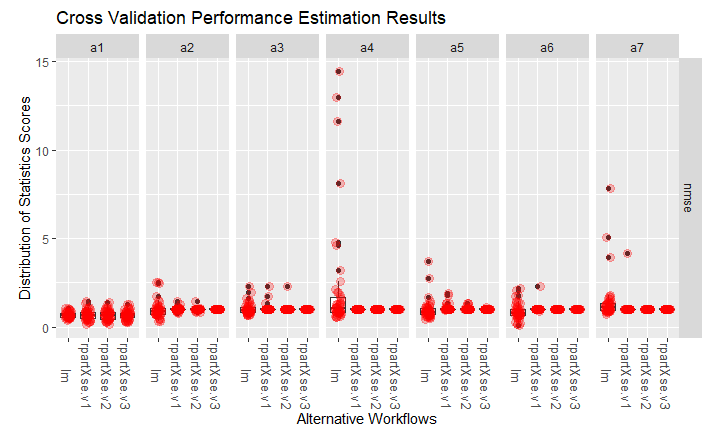 Cross Validation Performance Estimation Results
a1 a2 a3 a4 a5 a6 a7
15
10
5
0
Distribution of Statistics Scores
nmse
lm rpartXse.v1 rpartXse.v2 rpartXse.v3 lm rpartXse.v1 rpartXse.v2 rpartXse.v3 lm rpartXse.v1 rpartXse.v2 rpartXse.v3 lm rpartXse.v1 rpartXse.v2 rpartXse.v3 lm rpartXse.v1 rpartXse.v2 rpartXse.v3 lm rpartXse.v1 rpartXse.v2 rpartXse.v3 lm rpartXse.v1 rpartXse.v2 rpartXse.v3
Alternative Workflows